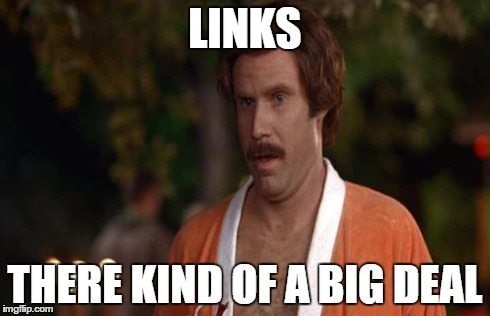 LINKS
THERE KIND OF A BIG DEAL
imgflip.com